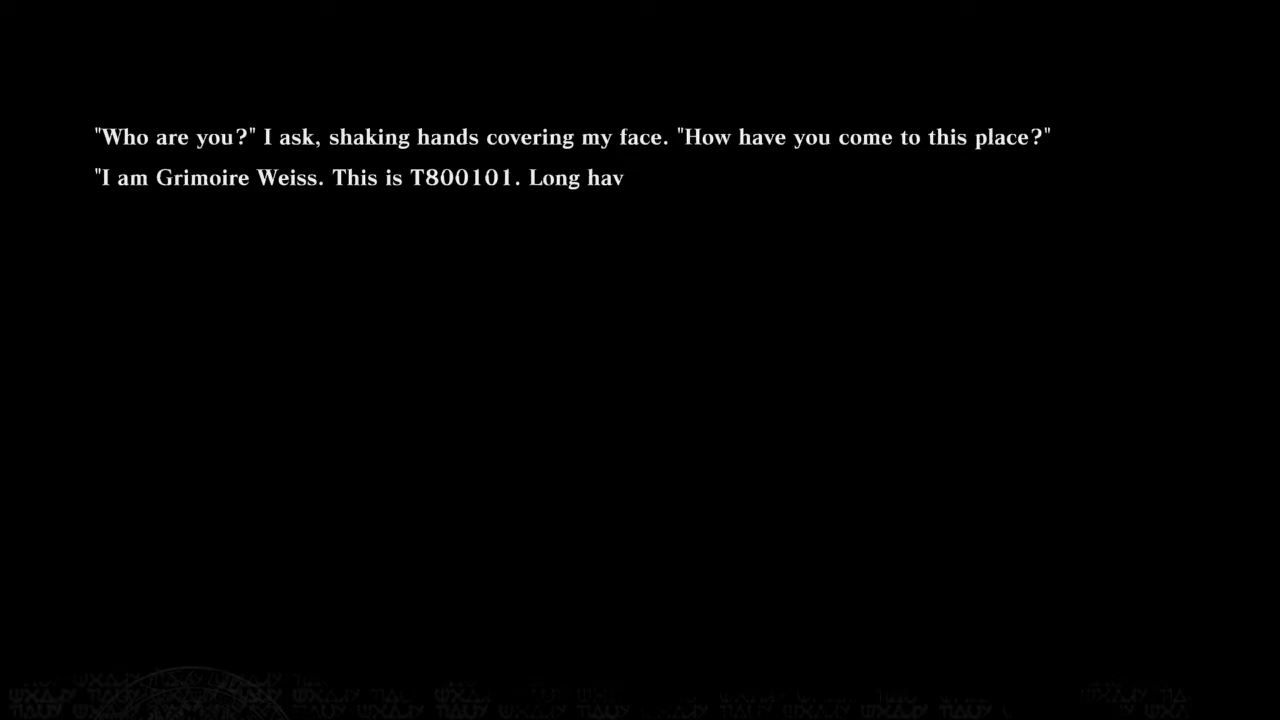 "Who are you?" I ask, shaking hands covering my face. "How have you come to this place?"
"I am Grimoire Weiss. This is T800101. Long hav